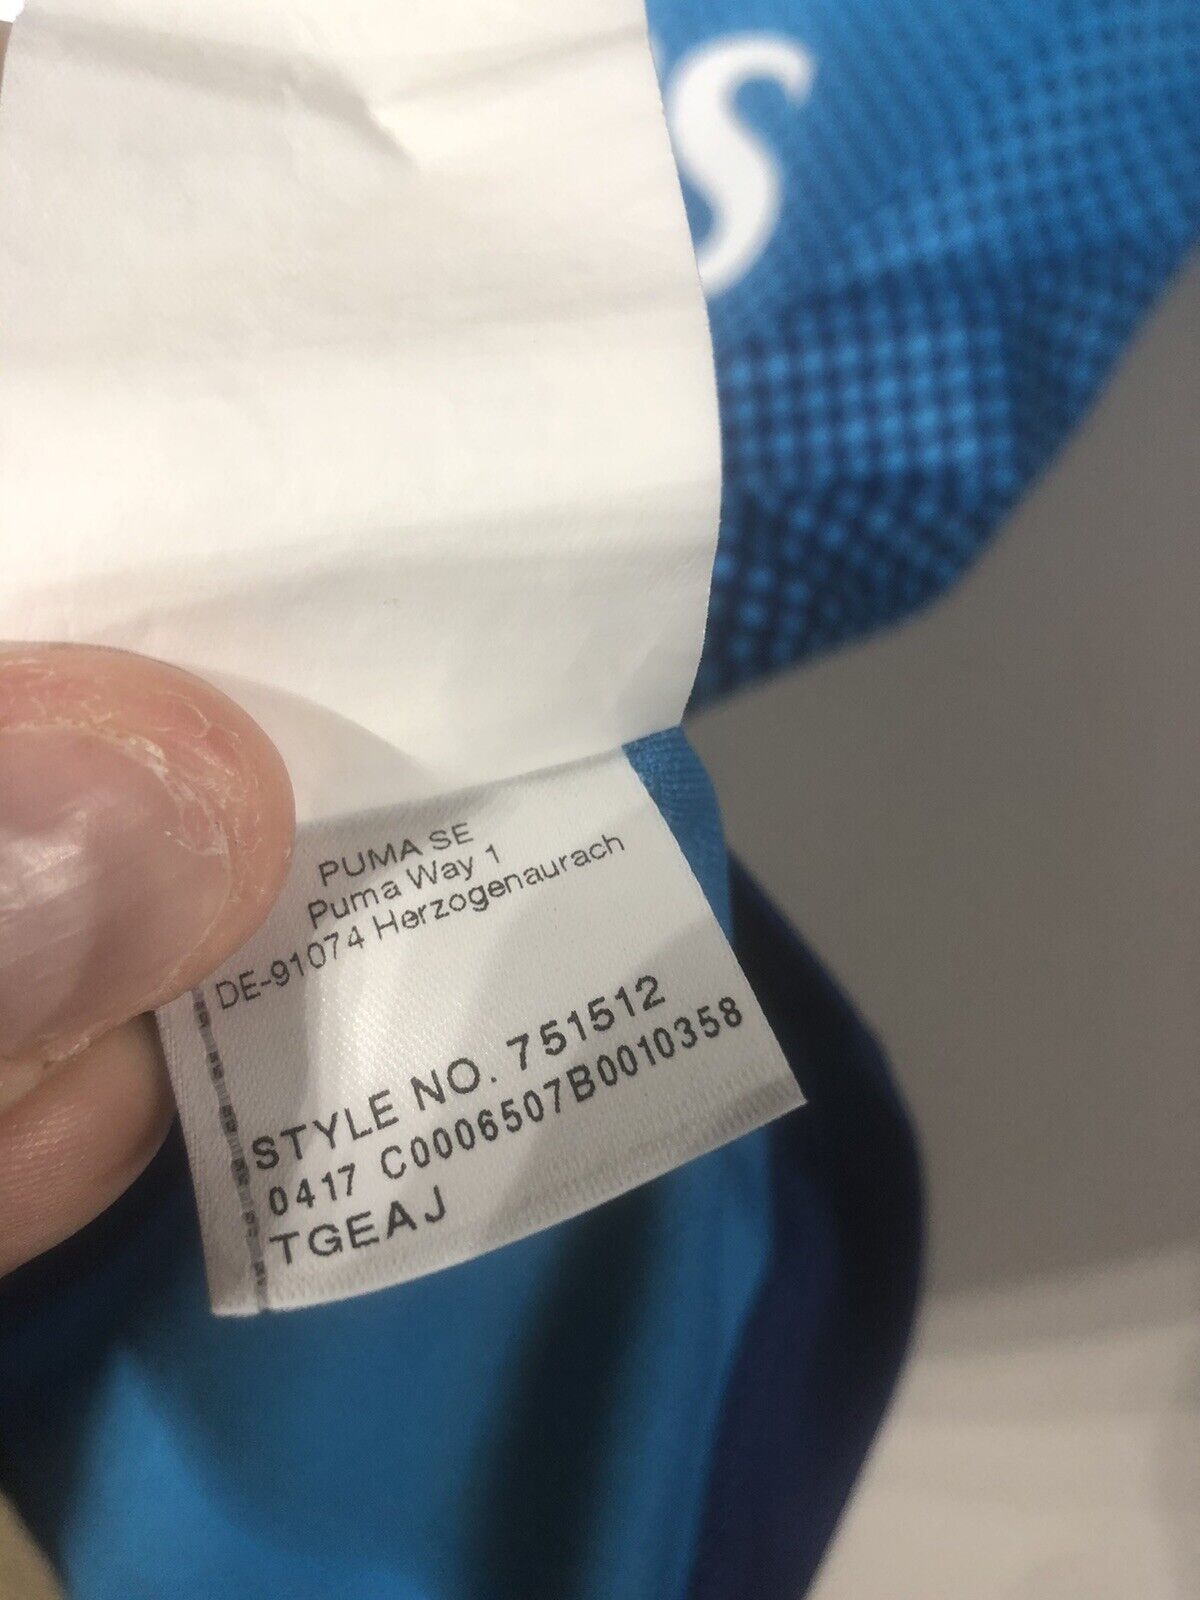 s
PUMA SE
Puma Way 1
DE-91074 Herzogenaurach
STYLE NO. 751512
0417 C0006507B0010358
TGEAJ